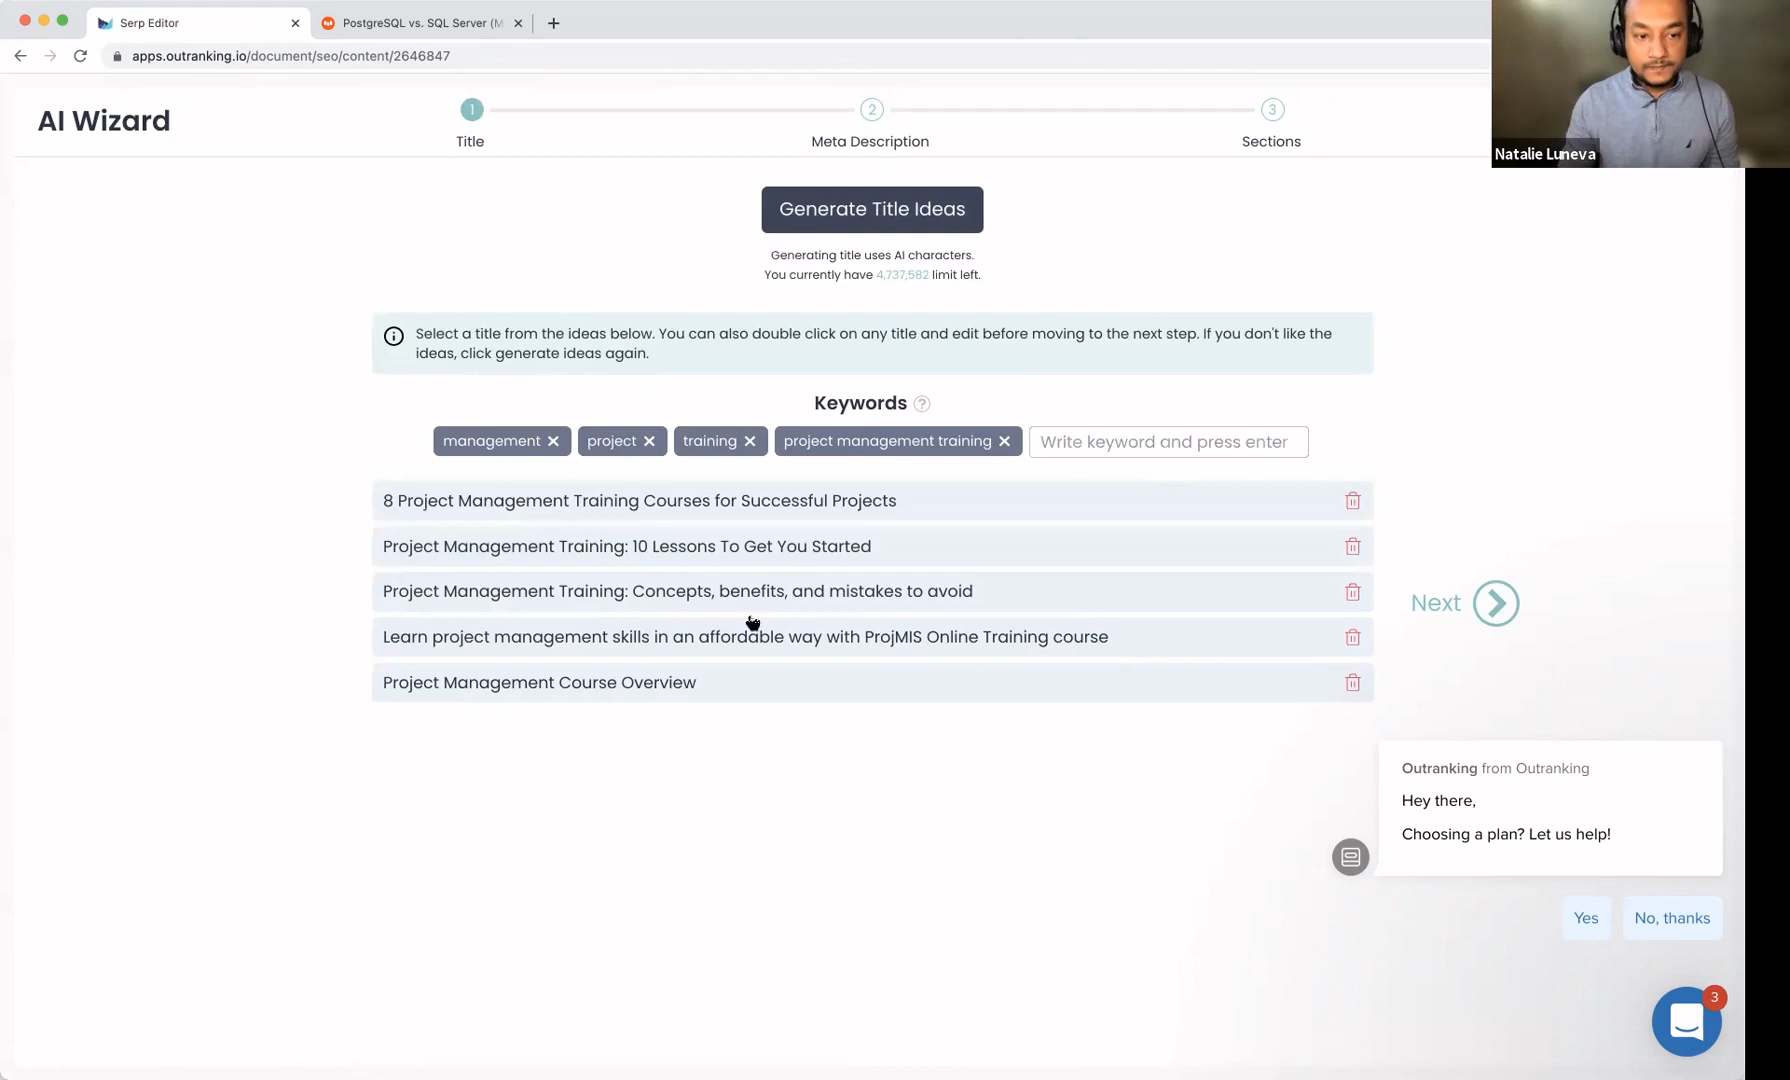 Serp Editor
PostgreSQL vs. SQL Server (M
apps.outranking.io/document/seo/content/2646847
Natalie Luneva
AI Wizard
1
2
3
Title
Meta Description
Sections
Generate Title Ideas
Generating title uses AI characters.
You currently have 4,737,582 limit left.
Select a title from the ideas below. You can also double click on any title and edit before moving to the next step. If you don't like the
ideas, click generate ideas again.
Keywords ?
management
project
training
project management training
Write keyword and press enter
8 Project Management Training Courses for Successful Projects
Project Management Training: 10 Lessons To Get You Started
Project Management Training: Concepts, benefits, and mistakes to avoid
Learn project management skills in an affordable way with ProjMIS Online Training course
Project Management Course Overview
Next
Outranking from Outranking
Hey there,
Choosing a plan? Let us help!
Yes
No, thanks
3